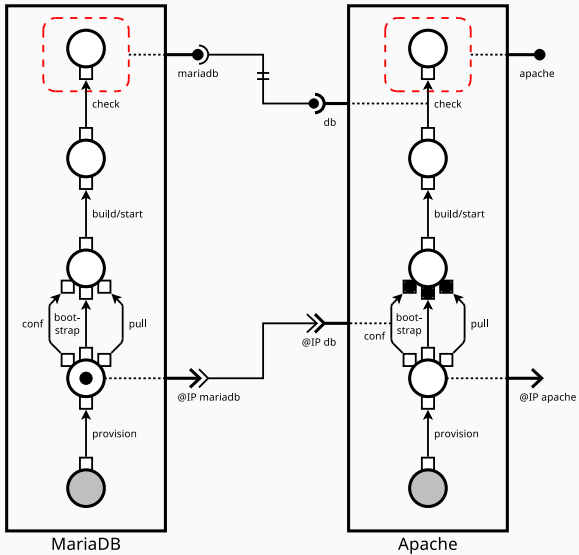 mariadb
apache
check
db
check
build/start
build/start
conf
boot-
strap
pull
boot-
strap
conf
pull
@IP db
@IP mariadb
@IP apache
provision
provision
MariaDB
Apache